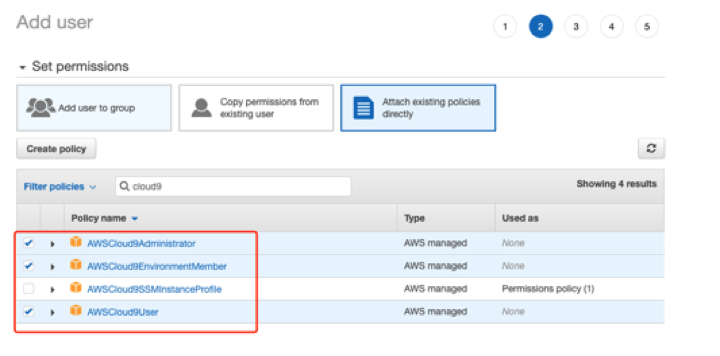 Add user
1 2 3 4 5
Set permissions
Add user to group
Copy permissions from
existing user
Attach existing policies
directly
Create policy
Filter policies
cloud9
Showing 4 results
Policy name Type Used as
AWSCloud9Administrator AWS managed None
AWSCloud9EnvironmentMember AWS managed None
AWSCloud9SSMInstanceProfile AWS managed Permissions policy (1)
AWSCloud9User AWS managed None